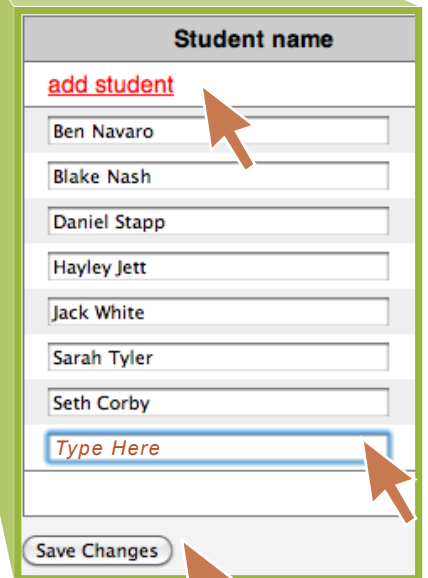 Student name
add student
Ben Navaro
Blake Nash
Daniel Stapp
Hayley Jett
Jack White
Sarah Tyler
Seth Corby
Type Here
Save Changes